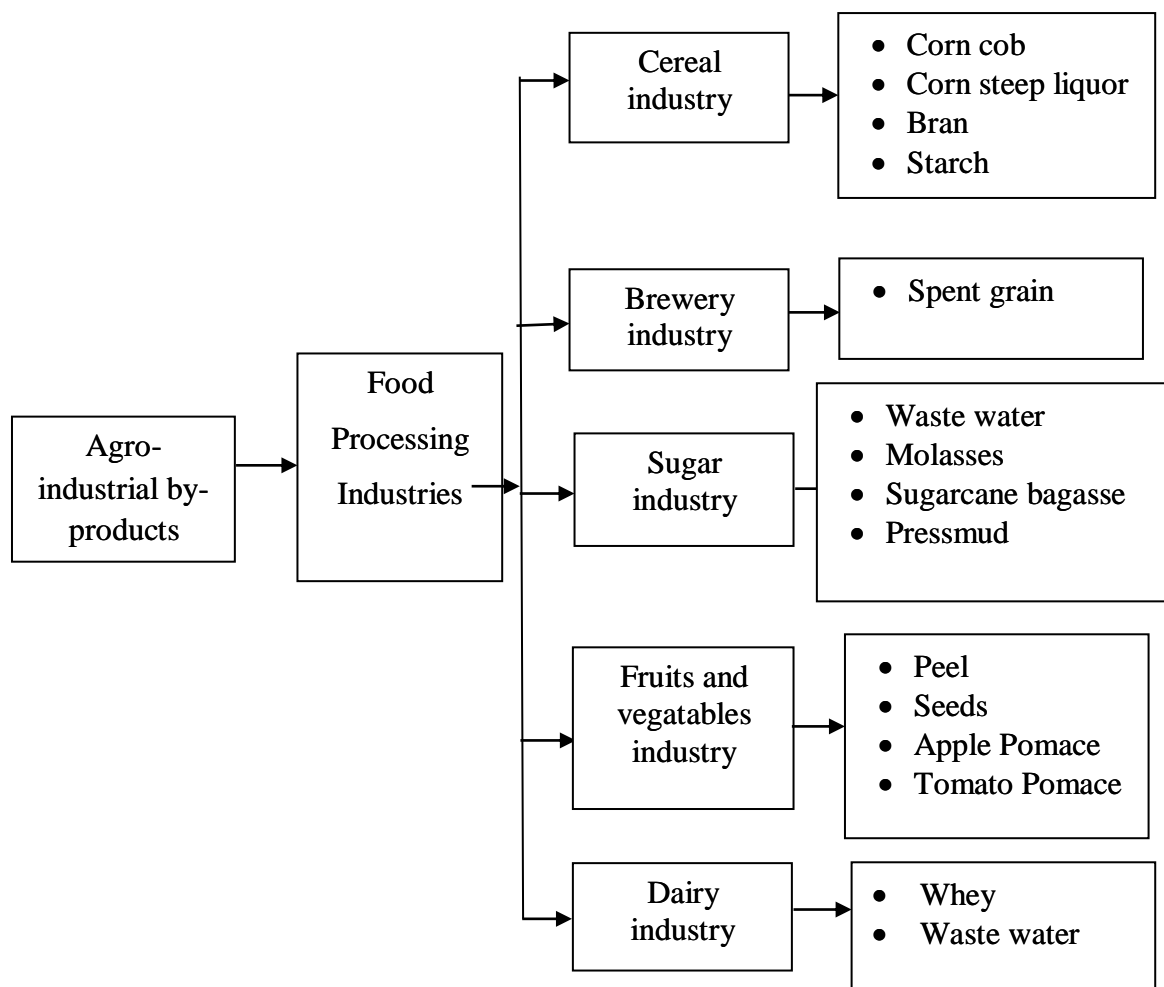 Agro-
industrial by-
products
Food
Processing
Industries
Cereal
industry
• Corn cob
• Corn steep liquor
• Bran
• Starch
Brewery
industry
• Spent grain
Sugar
industry
• Waste water
• Molasses
• Sugarcane bagasse
• Pressmud
Fruits and
vegatables
industry
• Peel
• Seeds
• Apple Pomace
• Tomato Pomace
Dairy
industry
• Whey
• Waste water